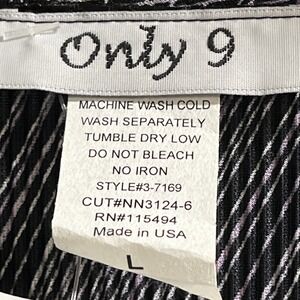 Only 9
MACHINE WASH COLD
WASH SEPARATELY
TUMBLE DRY LOW
DO NOT BLEACH
NO IRON
STYLE#3-7169
CUT#NN3124-6
RN#115494
Made in USA
L